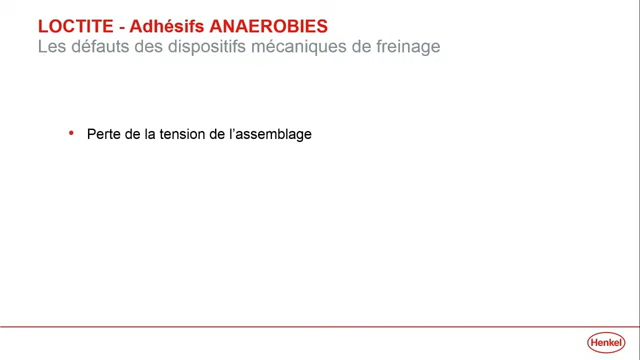 LOCTITE - Adhésifs ANAEROBIES
Les défauts des dispositifs mécaniques de freinage
• Perte de la tension de l’assemblage
Henkel